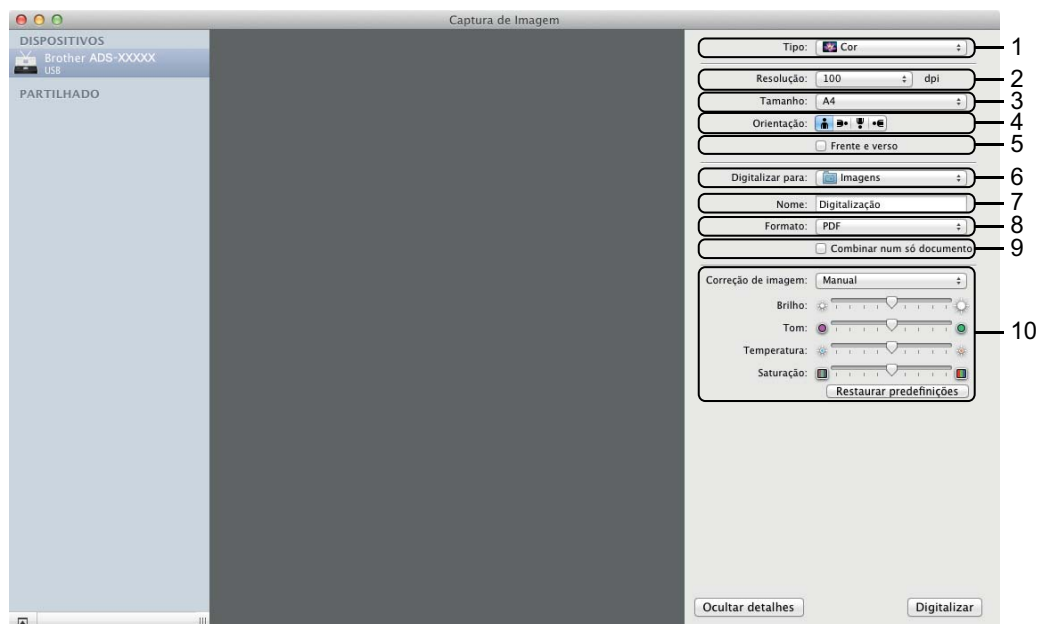 Captura de Imagem
DISPOSITIVOS
Brother ADS-XXXXX
USB
PARTILHADO
Tipo: Cor 1
Resolução: 100 dpi 2
Tamanho: A4 3
Orientação: 4
Frente e verso 5
Digitalizar para: Imagens 6
Nome: Digitalização 7
Formato: PDF 8
Combinar num só documento 9
Correção de imagem: Manual
Brilho:
Tom: 10
Temperatura:
Saturação:
Restaurar predefinições
Ocultar detalhes Digitalizar